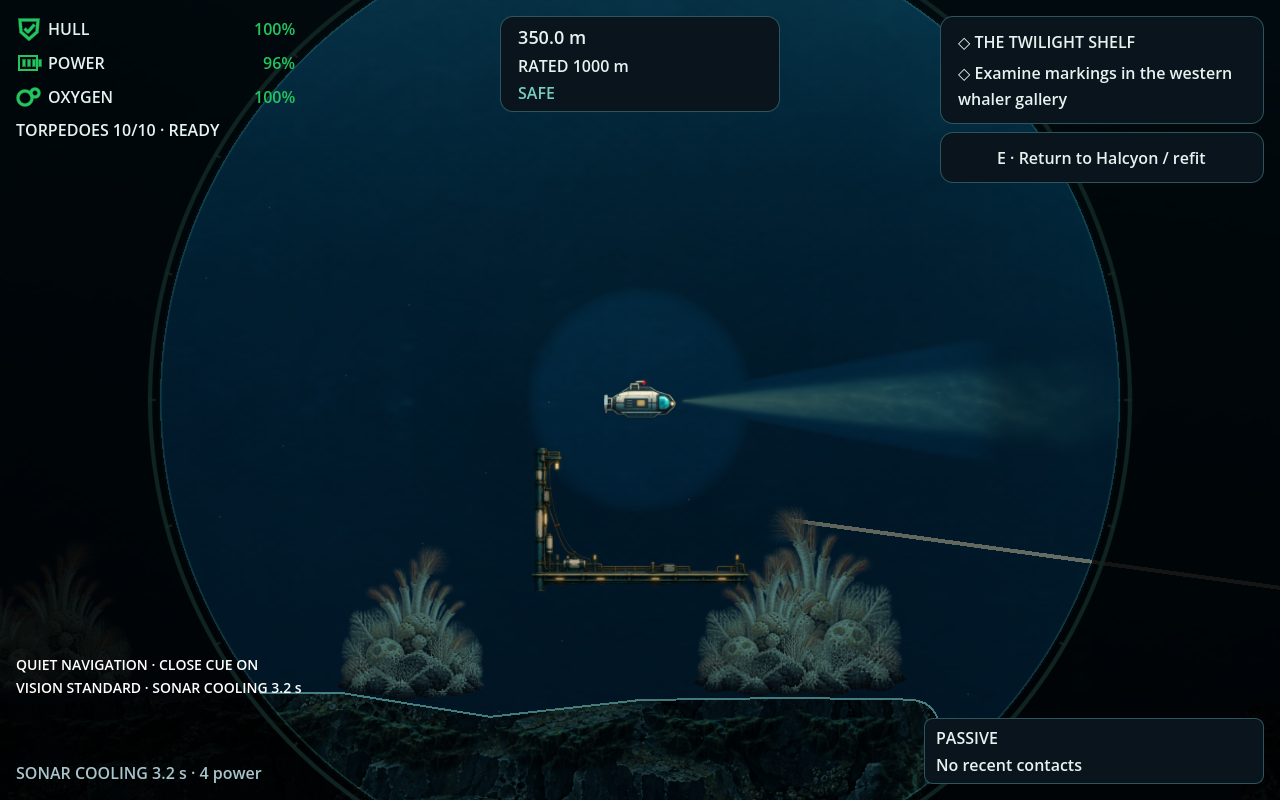 HULL 100%
POWER 96%
OXYGEN 100%
TORPEDOES 10/10 · READY
350.0 m
RATED 1000 m
SAFE
◇ THE TWILIGHT SHELF
◇ Examine markings in the western
whaler gallery
E · Return to Halcyon / refit
QUIET NAVIGATION · CLOSE CUE ON
VISION STANDARD · SONAR COOLING 3.2 s
SONAR COOLING 3.2 s · 4 power
PASSIVE
No recent contacts